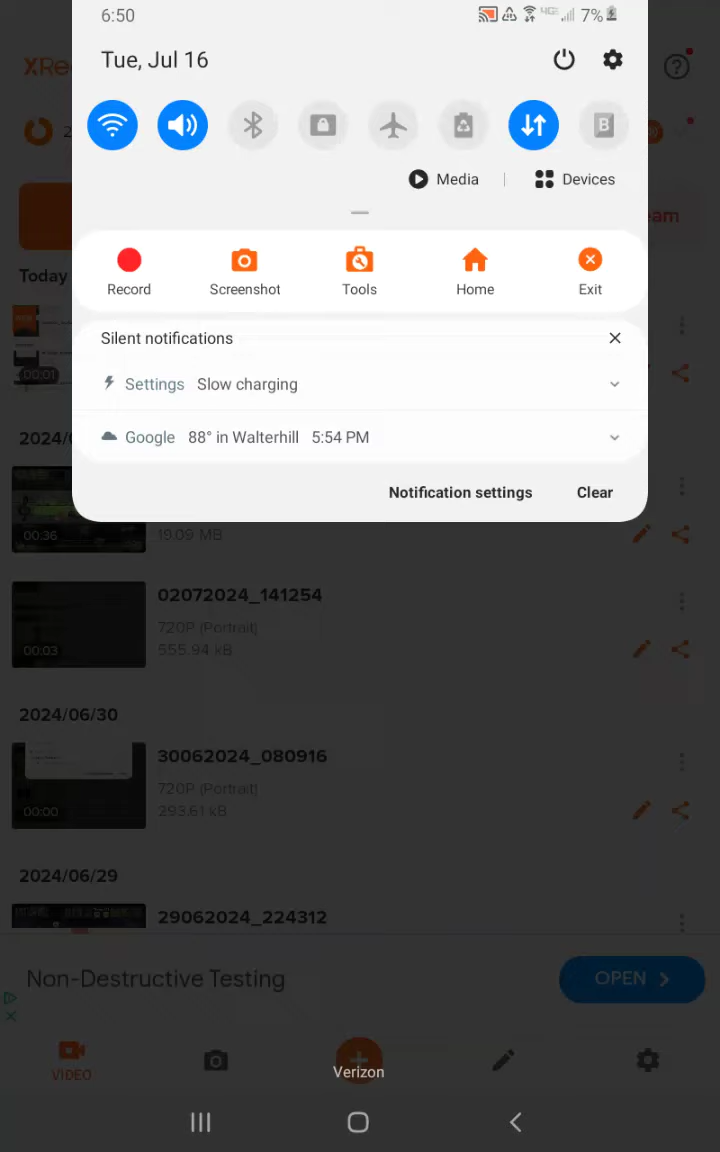 6:50 7%
Tue, Jul 16
XRe
2
Media | Devices
eam
Record Screenshot Tools Home Exit
Today
Silent notifications
00:01
Settings Slow charging
2024/0
Google 88° in Walterhill 5:54 PM
Notification settings Clear
00:36
19.09 MB
02072024_141254
720P (Portrait)
00:03
555.94 kB
2024/06/30
30062024_080916
720P (Portrait)
00:00
293.61 kB
2024/06/29
29062024_224312
Non-Destructive Testing
OPEN
VIDEO
Verizon